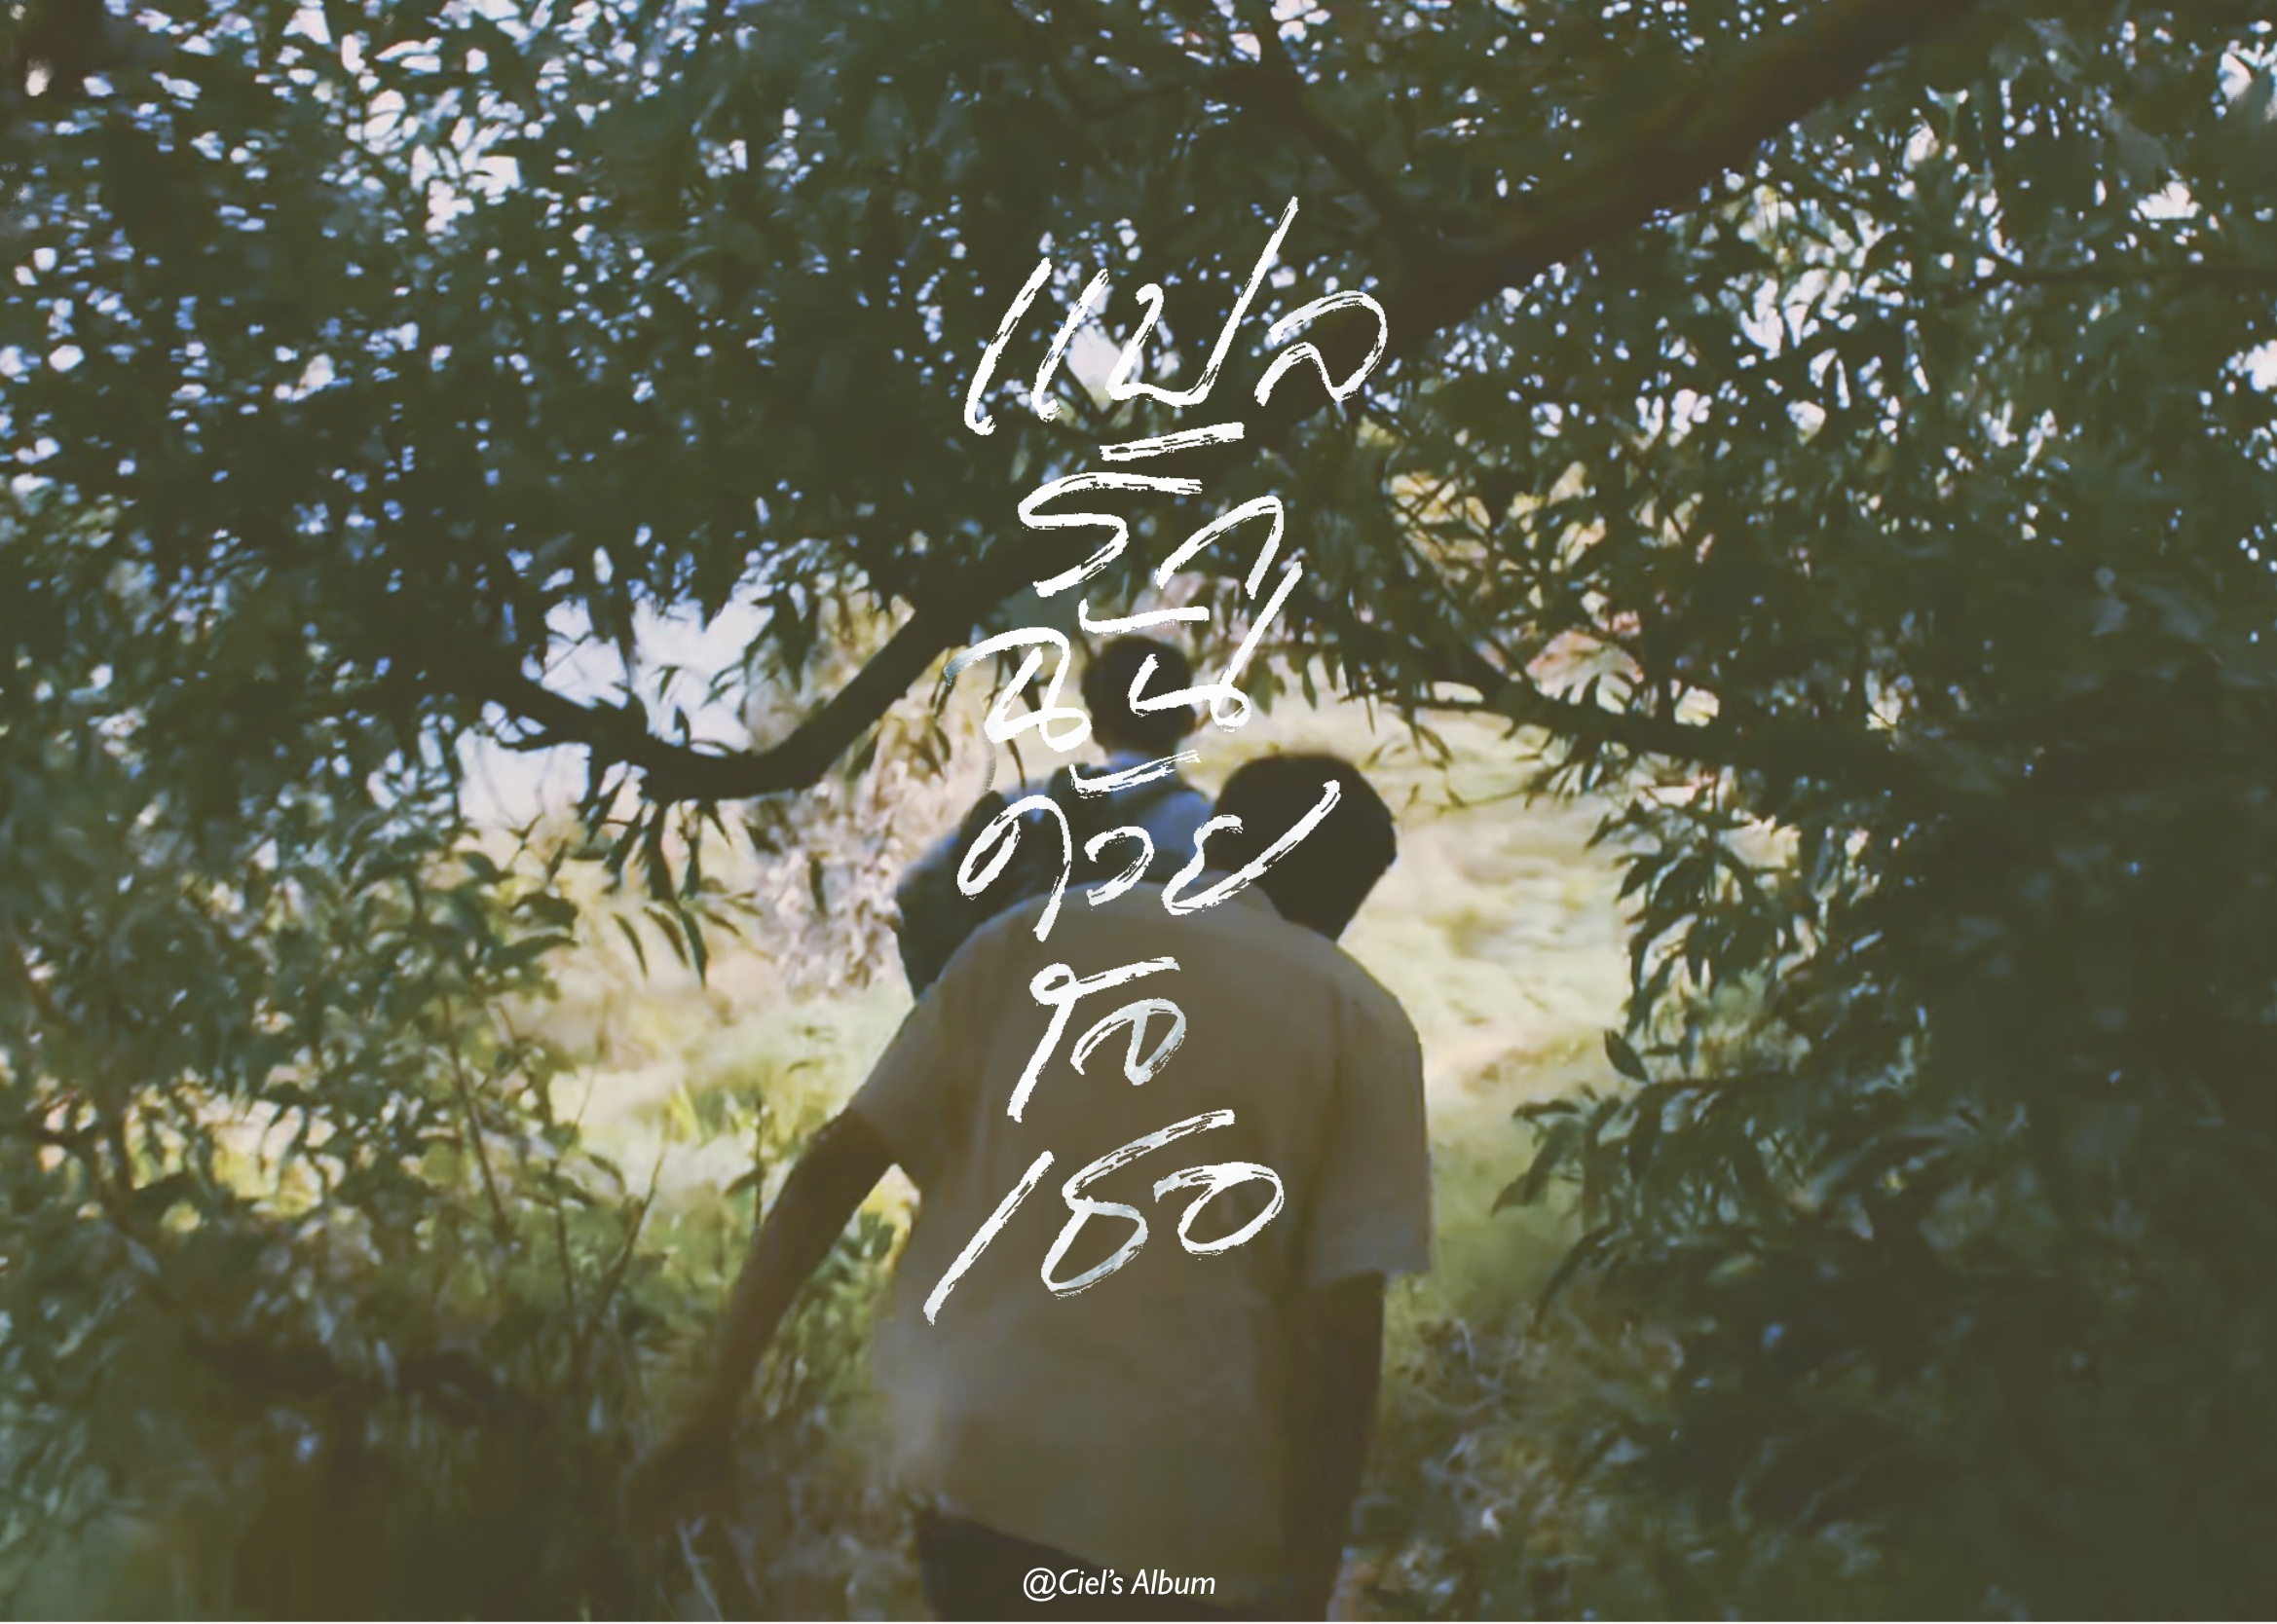 แปล
รัก
ฉัน
ด้วย
ใจ
เธอ
@Ciel's Album